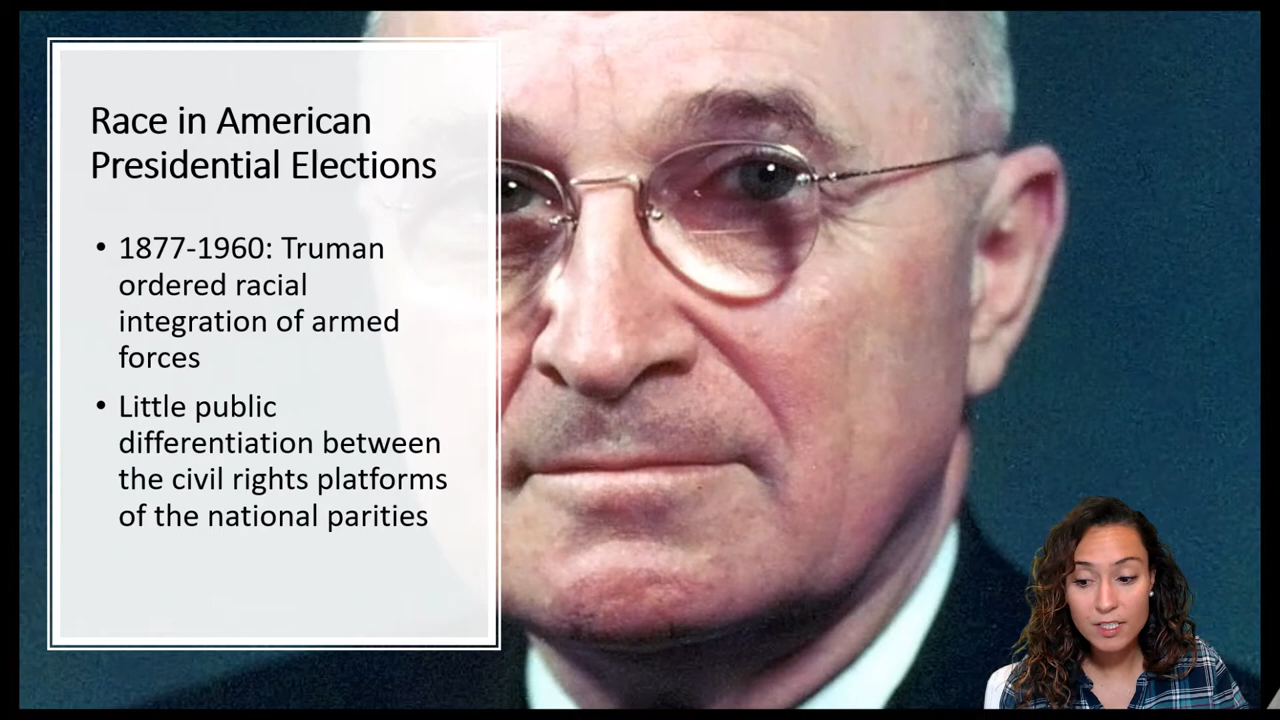 Race in American
Presidential Elections
• 1877-1960: Truman
ordered racial
integration of armed
forces
• Little public
differentiation between
the civil rights platforms
of the national parities